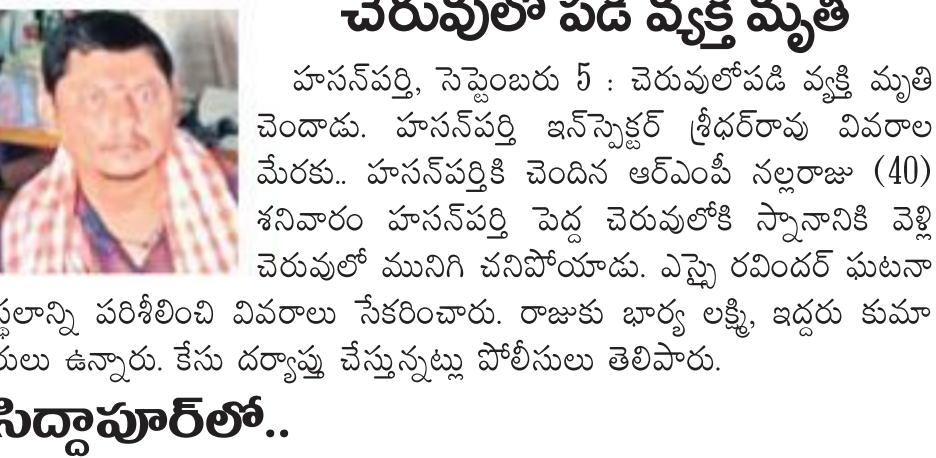 చెరువులో పడి వ్యక్తి మృతి
హసన్‌పర్తి, సెప్టెంబరు 5 : చెరువులోపడి వ్యక్తి మృతి
చెందాడు. హసన్‌పర్తి ఇన్‌స్పెక్టర్ శ్రీధర్‌రావు వివరాల
మేరకు.. హసన్‌పర్తికి చెందిన ఆర్ఎంపీ నల్లరాజు (40)
శనివారం హసన్‌పర్తి పెద్ద చెరువులోకి స్నానానికి వెళ్లి
చెరువులో మునిగి చనిపోయాడు. ఎస్సై రవిందర్ ఘటనా
స్థలాన్ని పరిశీలించి వివరాలు సేకరించారు. రాజుకు భార్య లక్ష్మి, ఇద్దరు కుమా
రులు ఉన్నారు. కేసు దర్యాప్తు చేస్తున్నట్లు పోలీసులు తెలిపారు.
సిద్దాపూర్‌లో..